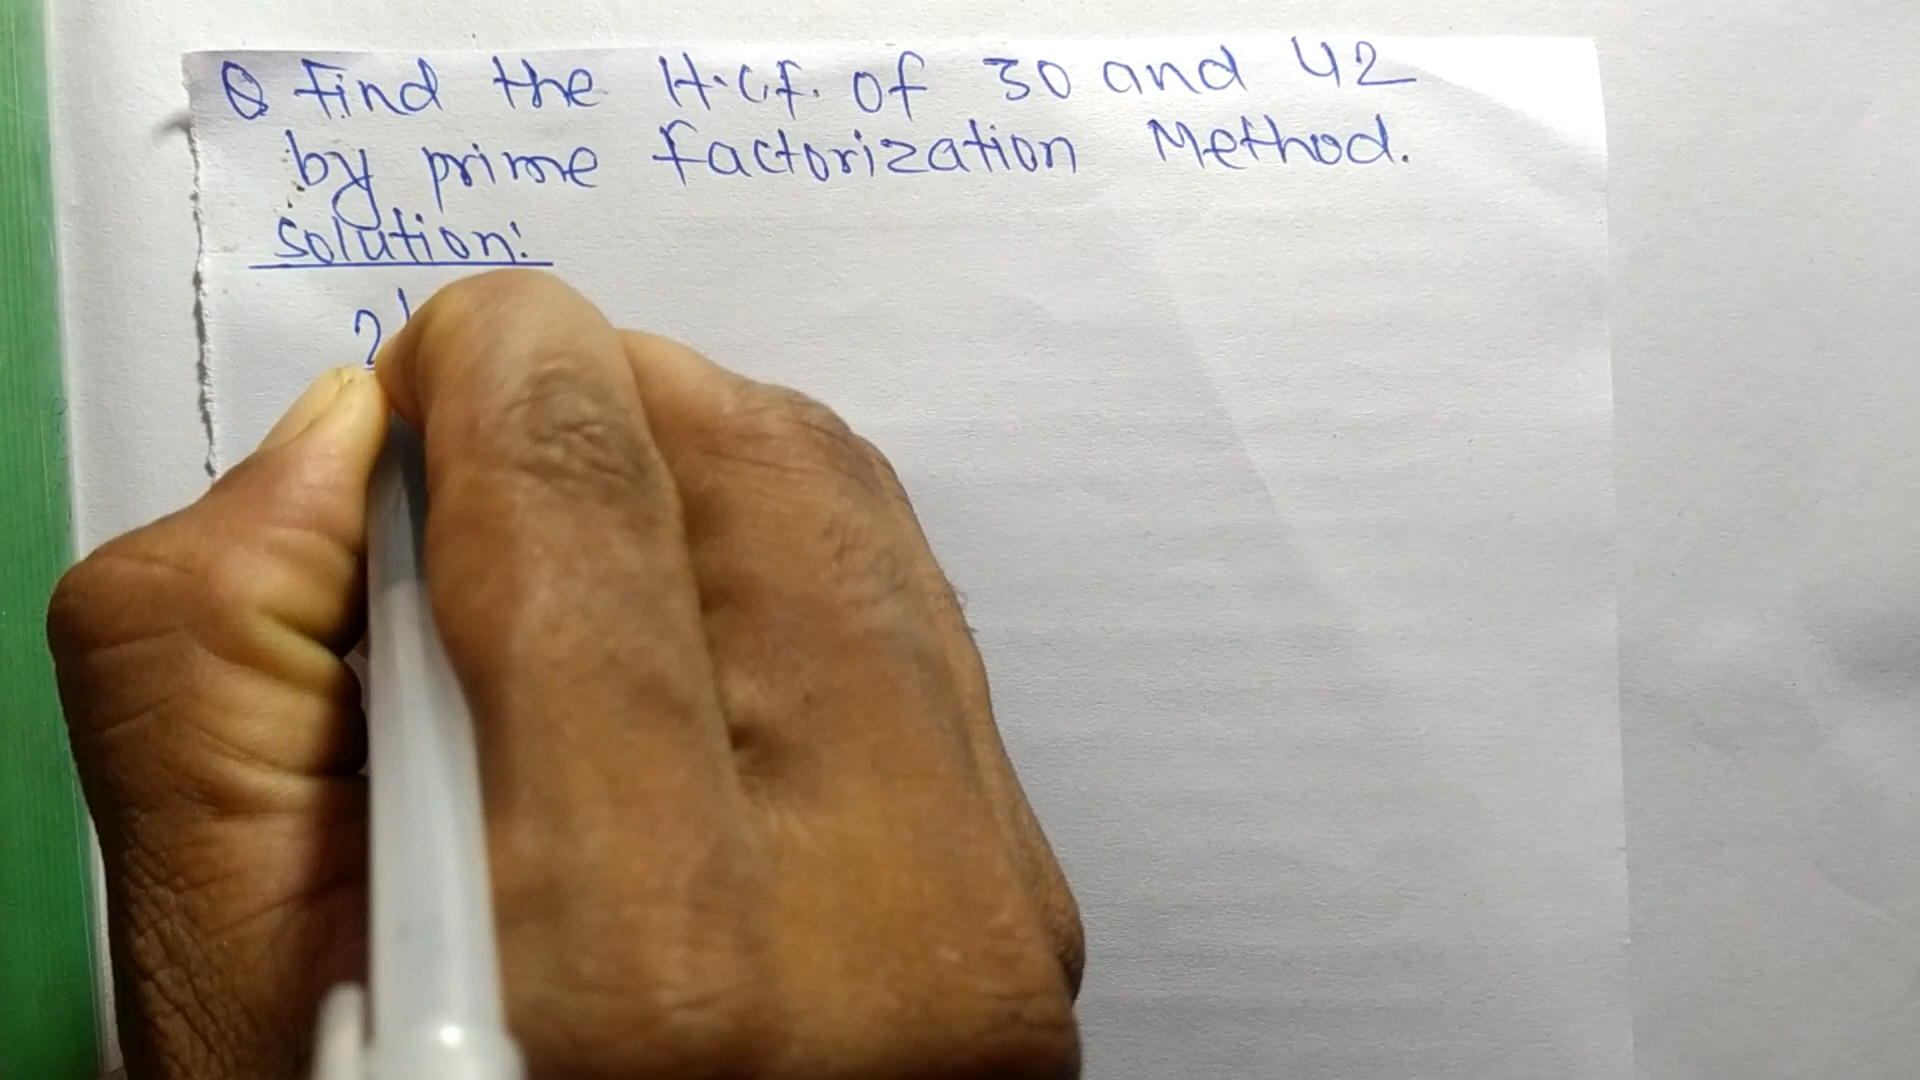 Q Find the H.C.F. of 30 and 42
by prime factorization Method.
Solution:
2